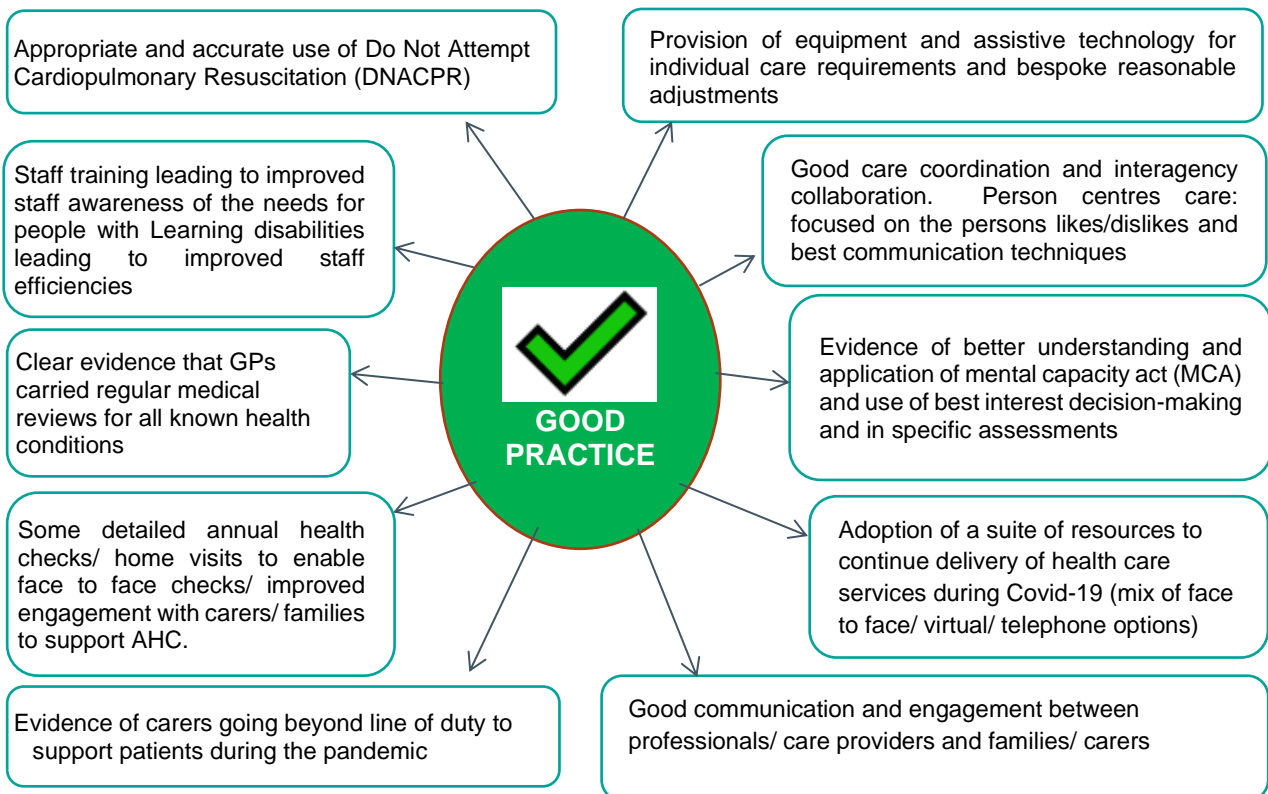 Appropriate and accurate use of Do Not Attempt
Cardiopulmonary Resuscitation (DNACPR)
Provision of equipment and assistive technology for
individual care requirements and bespoke reasonable
adjustments
Staff training leading to improved
staff awareness of the needs for
people with Learning disabilities
leading to improved staff
efficiencies
Good care coordination and interagency
collaboration. Person centres care:
focused on the persons likes/dislikes and
best communication techniques
Clear evidence that GPs
carried regular medical
reviews for all known health
conditions
GOOD
PRACTICE
Evidence of better understanding and
application of mental capacity act (MCA)
and use of best interest decision-making
and in specific assessments
Some detailed annual health
checks/ home visits to enable
face to face checks/ improved
engagement with carers/ families
to support AHC.
Adoption of a suite of resources to
continue delivery of health care
services during Covid-19 (mix of face
to face/ virtual/ telephone options)
Evidence of carers going beyond line of duty to
support patients during the pandemic
Good communication and engagement between
professionals/ care providers and families/ carers